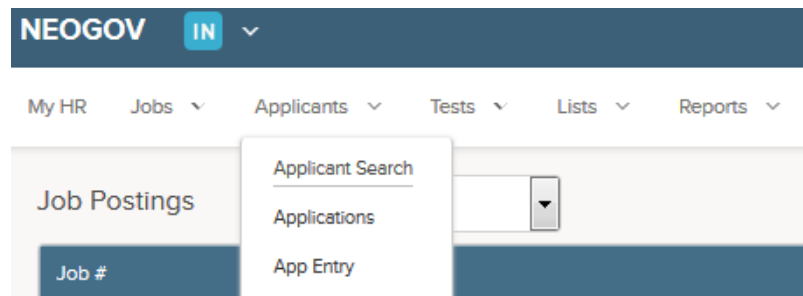 NEOGOV IN
My HR Jobs Applicants Tests Lists Reports
Applicant Search
Job Postings
Applications
App Entry
Job #